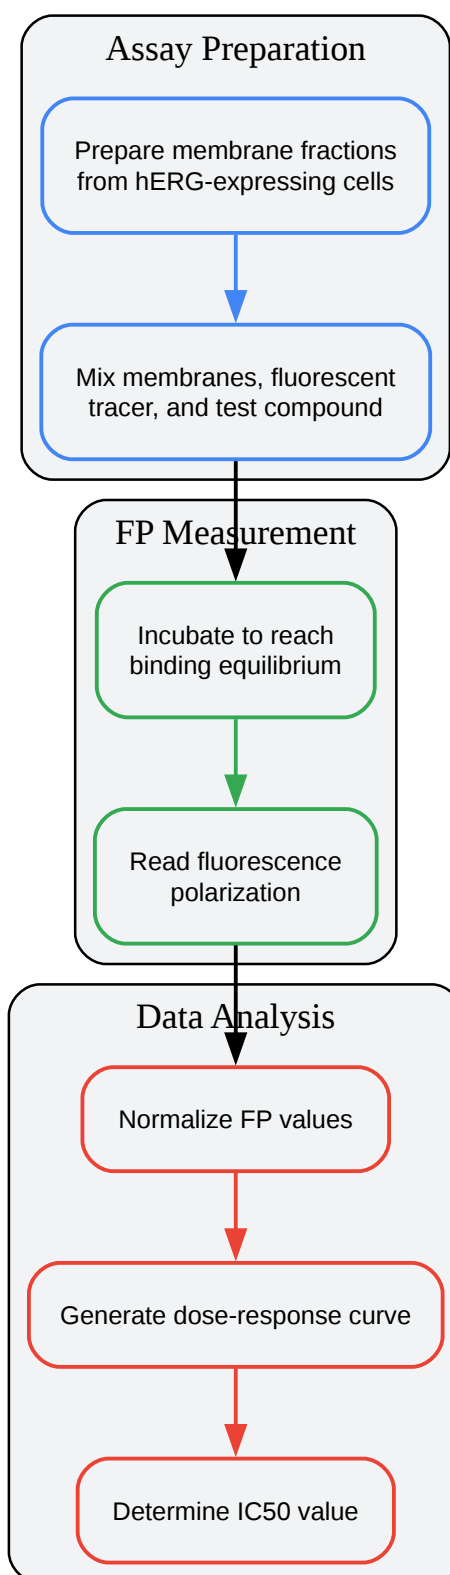 Assay Preparation
Prepare membrane fractions
from hERG-expressing cells
Mix membranes, fluorescent
tracer, and test compound
FP Measurement
Incubate to reach
binding equilibrium
Read fluorescence
polarization
Data Analysis
Normalize FP values
Generate dose-response curve
Determine IC50 value